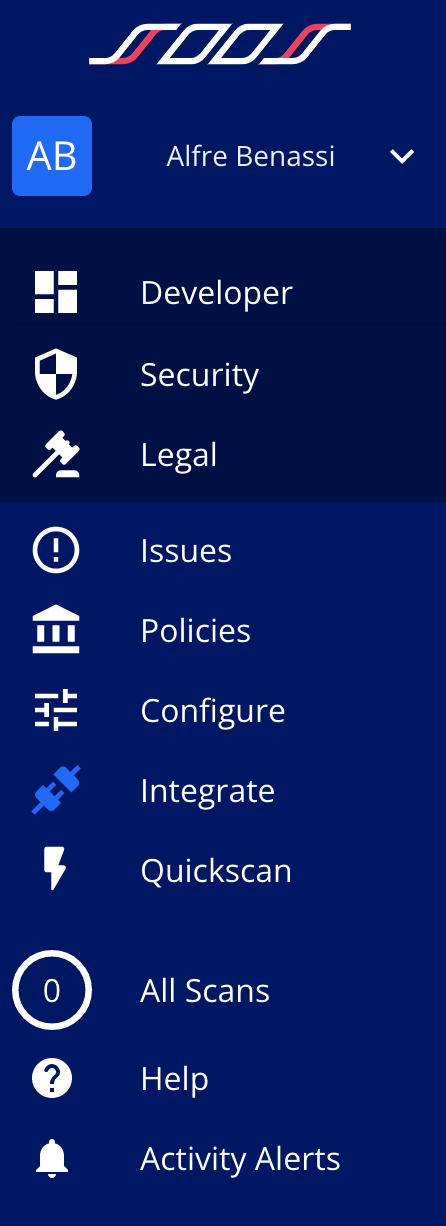 SOOS
AB
Alfre Benassi
Developer
Security
Legal
Issues
Policies
Configure
Integrate
Quickscan
0
All Scans
Help
Activity Alerts